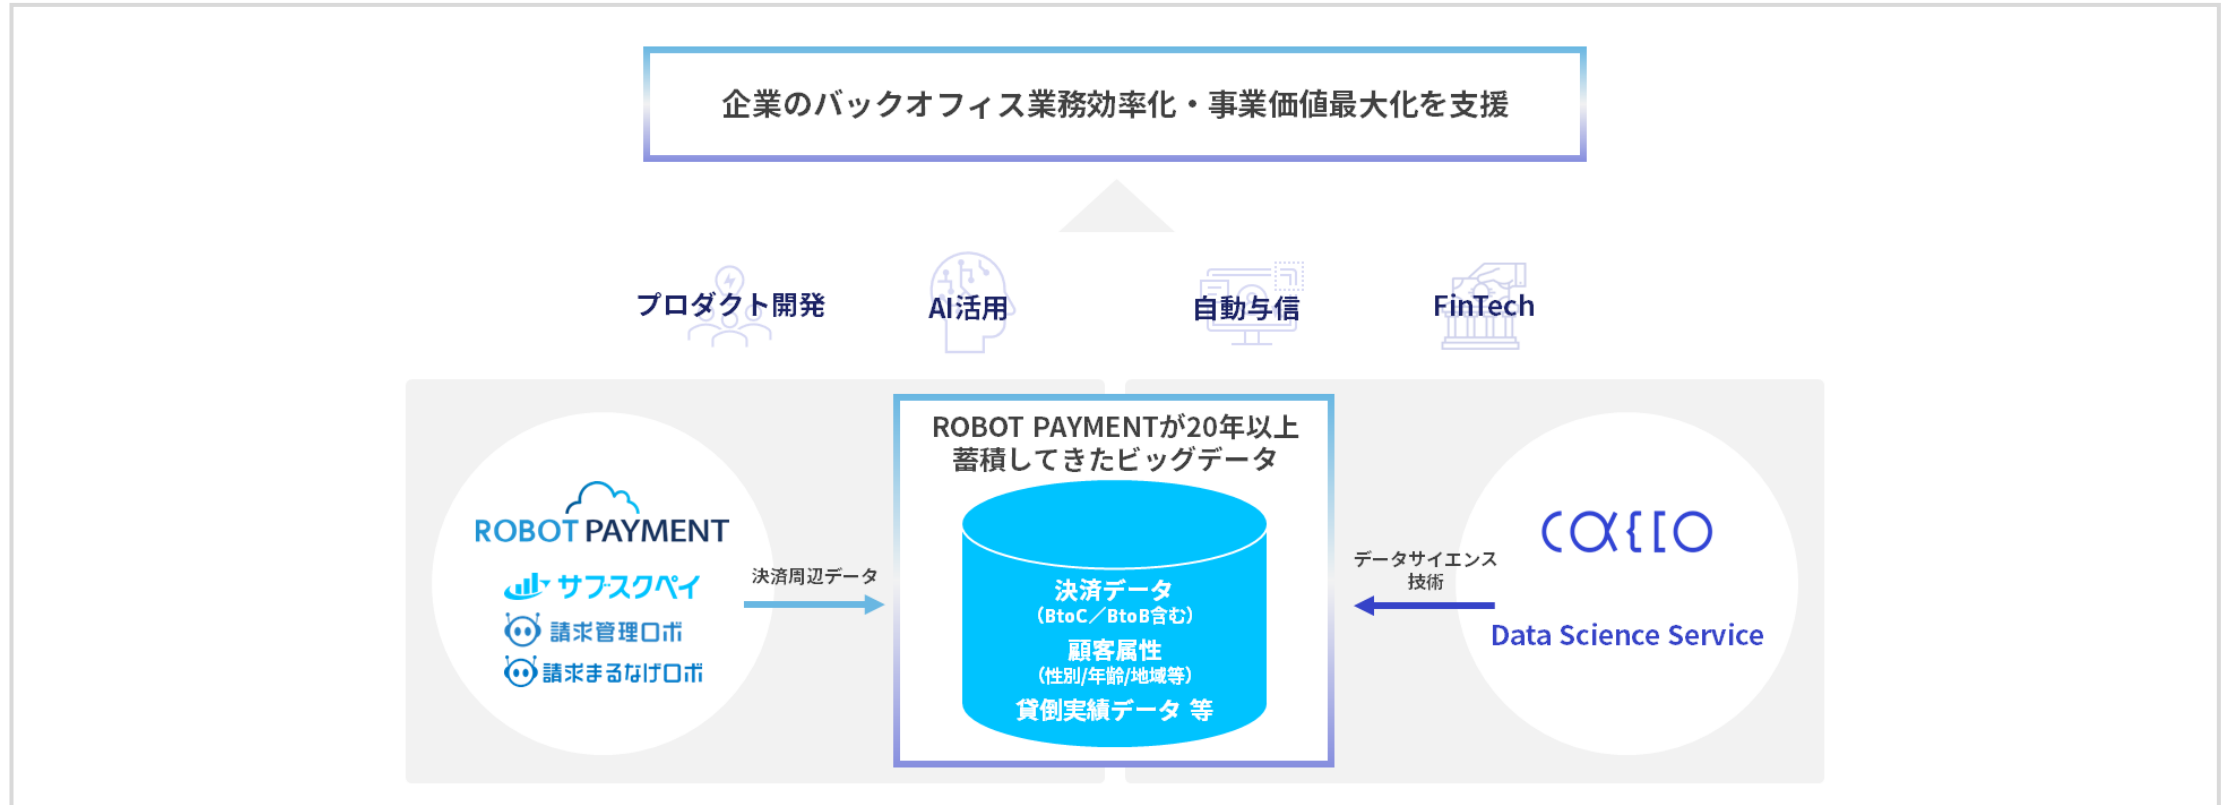 企業のバックオフィス業務効率化・事業価値最大化を支援
プロダクト開発
AI活用
自動与信
FinTech
ROBOT PAYMENTが20年以上
蓄積してきたビッグデータ
ROBOT PAYMENT
サブスクペイ
請求管理ロボ
請求まるなげロボ
決済周辺データ
決済データ
（BtoC／BtoB含む）
顧客属性
（性別/年齢/地域等）
貸倒実績データ 等
データサイエンス
技術
Data Science Service